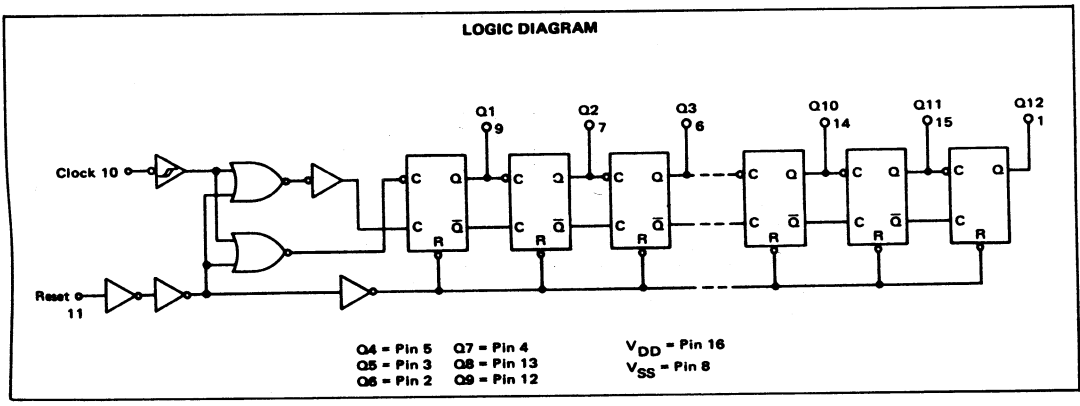 LOGIC DIAGRAM
Q1
9
Q2
7
Q3
6
Q10
14
Q11
15
Q12
1
Clock 10
C Q
C Q̅
R
C Q
C Q̅
R
C Q
C Q̅
R
C Q
C Q̅
R
C Q
C Q̅
R
C Q
C
R
Reset
11
Q4 = Pin 5 Q7 = Pin 4
Q5 = Pin 3 Q8 = Pin 13
Q6 = Pin 2 Q9 = Pin 12
VDD = Pin 16
VSS = Pin 8